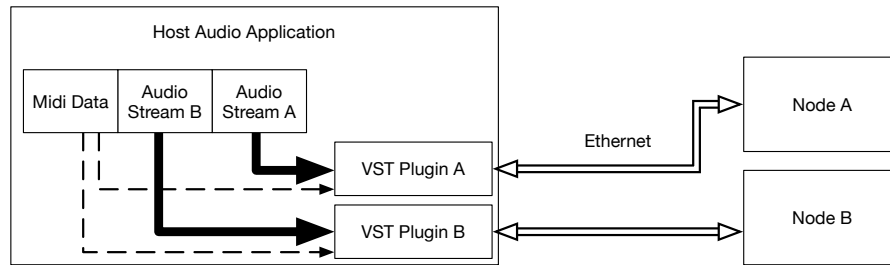 Host Audio Application
Midi Data
Audio
Stream B
Audio
Stream A
VST Plugin A
VST Plugin B
Ethernet
Node A
Node B